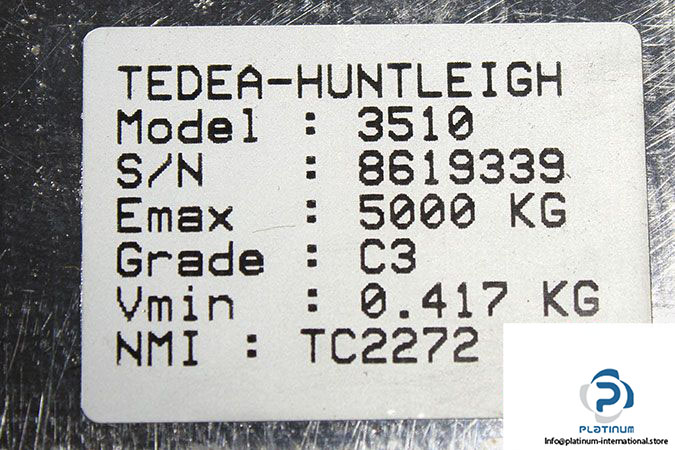 TEDEA-HUNTLEIGH
Model : 3510
S/N : 8619339
Emax : 5000 KG
Grade : C3
Vmin : 0.417 KG
NMI : TC2272
PLATINUM
Info@platinum-international.store